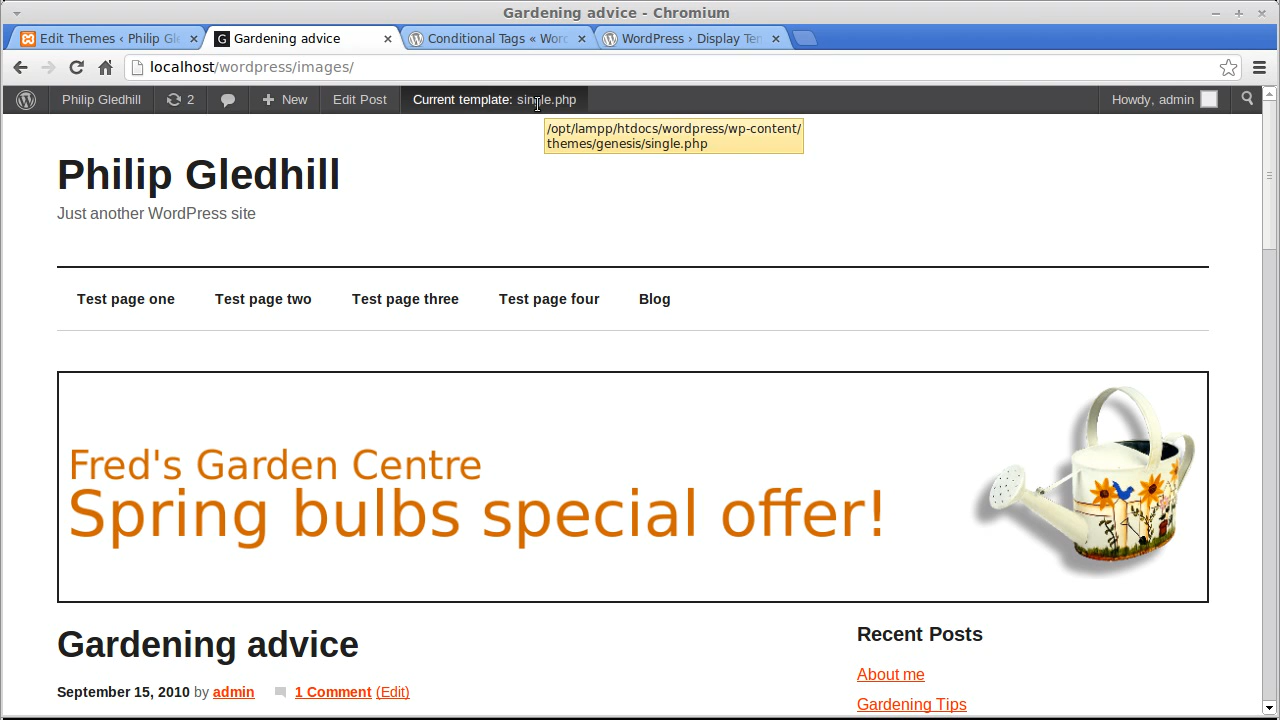 Gardening advice - Chromium
Edit Themes ‹ Philip Gle
Gardening advice
Conditional Tags « Word
WordPress › Display Tem
localhost/wordpress/images/
Philip Gledhill 2 New Edit Post Current template: single.php Howdy, admin
/opt/lampp/htdocs/wordpress/wp-content/
themes/genesis/single.php
Philip Gledhill
Just another WordPress site
Test page one Test page two Test page three Test page four Blog
Fred's Garden Centre
Spring bulbs special offer!
Gardening advice
September 15, 2010 by admin 1 Comment (Edit)
Recent Posts
About me
Gardening Tips